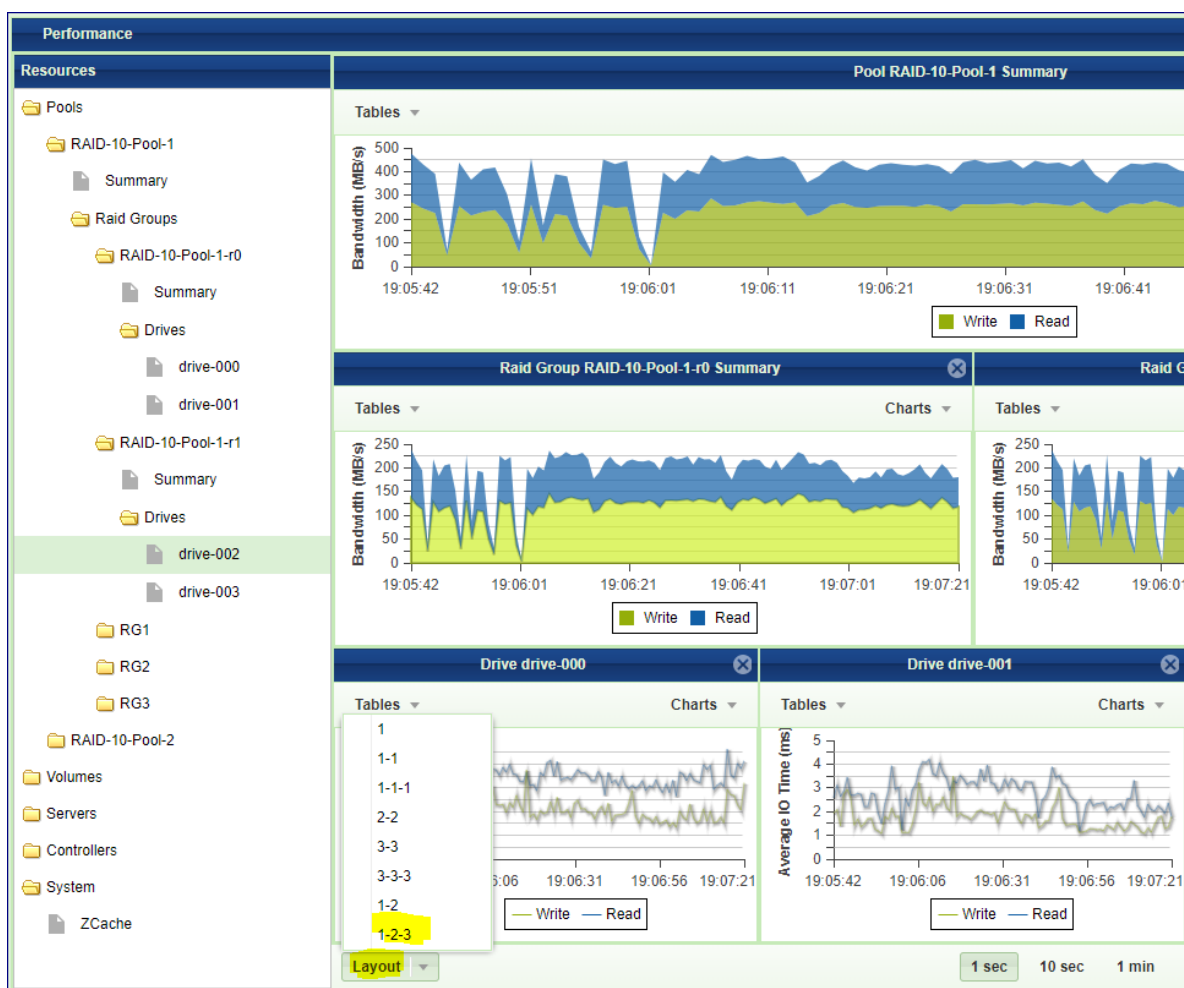 Performance
Resources
Pools
RAID-10-Pool-1
Summary
Raid Groups
RAID-10-Pool-1-r0
Summary
Drives
drive-000
drive-001
RAID-10-Pool-1-r1
Summary
Drives
drive-002
drive-003
RG1
RG2
RG3
RAID-10-Pool-2
Volumes
Servers
Controllers
System
ZCache
Pool RAID-10-Pool-1 Summary
Tables
Bandwidth (MB/s)
500
400
300
200
100
0
19:05:42 19:05:51 19:06:01 19:06:11 19:06:21 19:06:31 19:06:41
Write Read
Raid Group RAID-10-Pool-1-r0 Summary
Tables Charts
Bandwidth (MB/s)
250
200
150
100
50
0
19:05:42 19:06:01 19:06:21 19:06:41 19:07:01 19:07:21
Write Read
Raid G
Tables
Bandwidth (MB/s)
250
200
150
100
50
0
19:05:42 19:06:01
Drive drive-000
Tables Charts
1
1-1
1-1-1
2-2
3-3
3-3-3
1-2
1-2-3
5:06 19:06:31 19:06:56 19:07:21
Write Read
Drive drive-001
Tables Charts
Average IO Time (ms)
5
4
3
2
1
0
19:05:42 19:06:06 19:06:31 19:06:56 19:07:21
Write Read
Layout
1 sec 10 sec 1 min